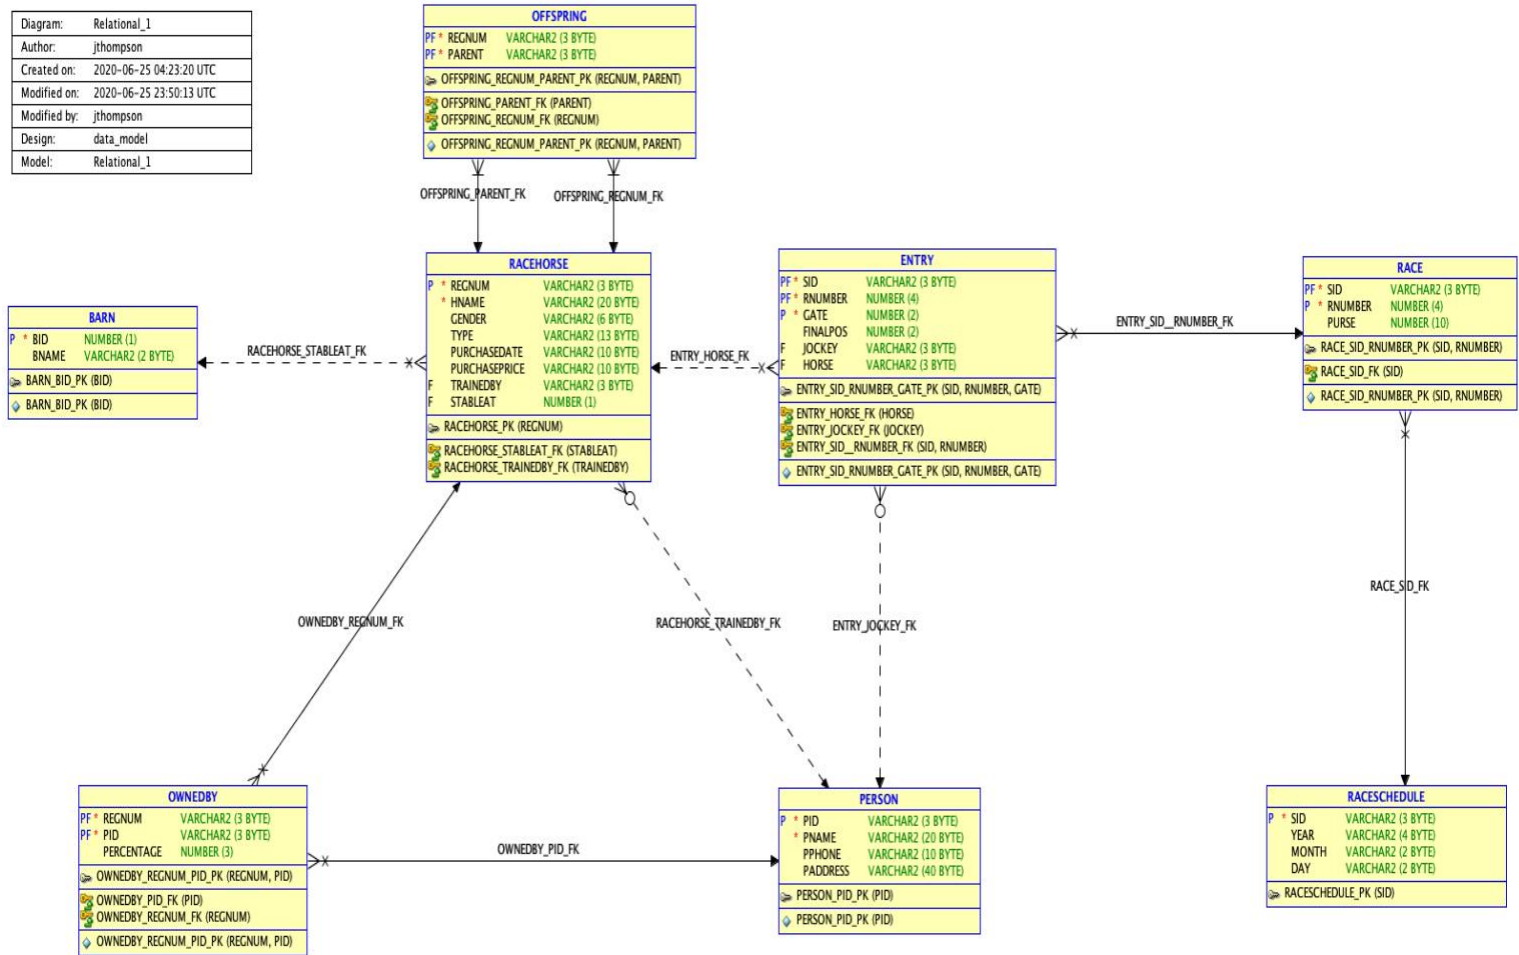 Diagram: Relational_1
Author: jthompson
Created on: 2020-06-25 04:23:20 UTC
Modified on: 2020-06-25 23:50:13 UTC
Modified by: jthompson
Design: data_model
Model: Relational_1
OFFSPRING
PF * REGNUM VARCHAR2 (3 BYTE)
PF * PARENT VARCHAR2 (3 BYTE)
OFFSPRING_REGNUM_PARENT_PK (REGNUM, PARENT)
OFFSPRING_PARENT_FK (PARENT)
OFFSPRING_REGNUM_FK (REGNUM)
OFFSPRING_REGNUM_PARENT_PK (REGNUM, PARENT)
OFFSPRING_PARENT_FK
OFFSPRING_REGNUM_FK
BARN
P * BID NUMBER (1)
BNAME VARCHAR2 (2 BYTE)
BARN_BID_PK (BID)
BARN_BID_PK (BID)
RACEHORSE_STABLEAT_FK
RACEHORSE
P * REGNUM VARCHAR2 (3 BYTE)
* HNAME VARCHAR2 (20 BYTE)
GENDER VARCHAR2 (6 BYTE)
TYPE VARCHAR2 (13 BYTE)
PURCHASEDATE VARCHAR2 (10 BYTE)
PURCHASEPRICE VARCHAR2 (10 BYTE)
F TRAINEDBY VARCHAR2 (3 BYTE)
F STABLEAT NUMBER (1)
RACEHORSE_PK (REGNUM)
RACEHORSE_STABLEAT_FK (STABLEAT)
RACEHORSE_TRAINEDBY_FK (TRAINEDBY)
ENTRY_HORSE_FK
ENTRY
PF * SID VARCHAR2 (3 BYTE)
PF * RNUMBER NUMBER (4)
P * GATE NUMBER (2)
FINALPOS NUMBER (2)
F JOCKEY VARCHAR2 (3 BYTE)
F HORSE VARCHAR2 (3 BYTE)
ENTRY_SID_RNUMBER_GATE_PK (SID, RNUMBER, GATE)
ENTRY_HORSE_FK (HORSE)
ENTRY_JOCKEY_FK (JOCKEY)
ENTRY_SID__RNUMBER_FK (SID, RNUMBER)
ENTRY_SID_RNUMBER_GATE_PK (SID, RNUMBER, GATE)
ENTRY_SID__RNUMBER_FK
RACE
PF * SID VARCHAR2 (3 BYTE)
P * RNUMBER NUMBER (4)
PURSE NUMBER (10)
RACE_SID_RNUMBER_PK (SID, RNUMBER)
RACE_SID_FK (SID)
RACE_SID_RNUMBER_PK (SID, RNUMBER)
OWNEDBY_REGNUM_FK
RACEHORSE_TRAINEDBY_FK
ENTRY_JOCKEY_FK
RACE_SID_FK
OWNEDBY
PF * REGNUM VARCHAR2 (3 BYTE)
PF * PID VARCHAR2 (3 BYTE)
PERCENTAGE NUMBER (3)
OWNEDBY_REGNUM_PID_PK (REGNUM, PID)
OWNEDBY_PID_FK (PID)
OWNEDBY_REGNUM_FK (REGNUM)
OWNEDBY_REGNUM_PID_PK (REGNUM, PID)
OWNEDBY_PID_FK
PERSON
P * PID VARCHAR2 (3 BYTE)
* PNAME VARCHAR2 (20 BYTE)
PPHONE VARCHAR2 (10 BYTE)
PADDRESS VARCHAR2 (40 BYTE)
PERSON_PID_PK (PID)
PERSON_PID_PK (PID)
RACESCHEDULE
P * SID VARCHAR2 (3 BYTE)
YEAR VARCHAR2 (4 BYTE)
MONTH VARCHAR2 (2 BYTE)
DAY VARCHAR2 (2 BYTE)
RACESCHEDULE_PK (SID)